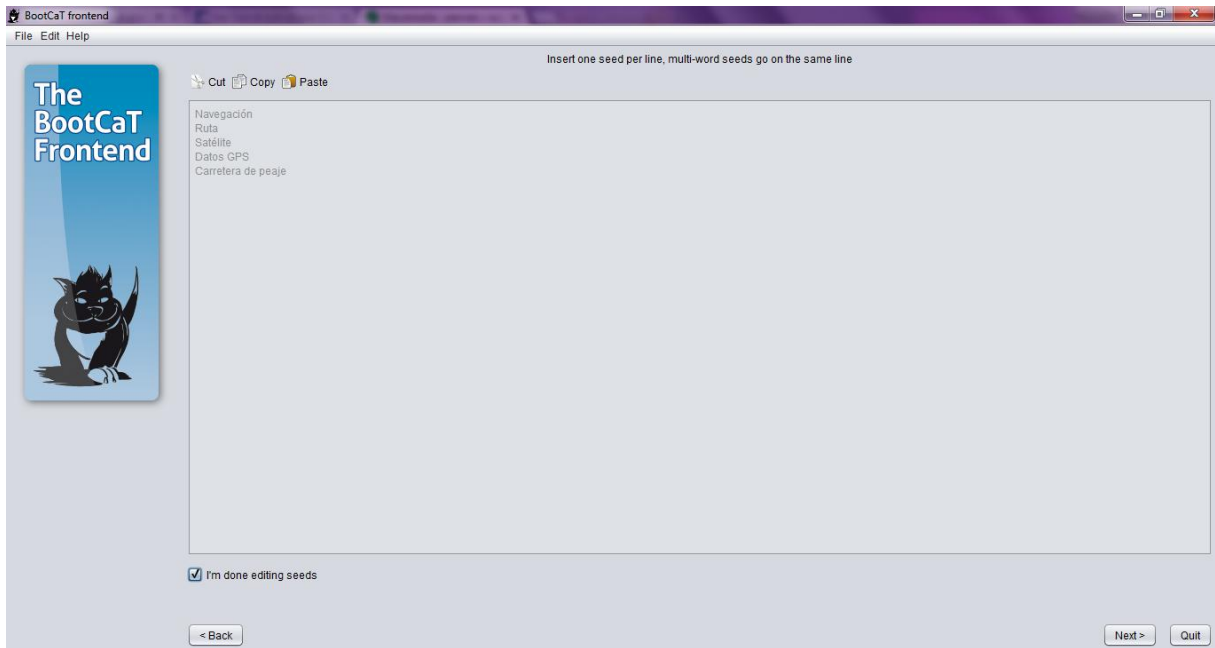 BootCaT frontend
File Edit Help
Insert one seed per line, multi-word seeds go on the same line
The
BootCaT
Frontend
Cut Copy Paste
Navegación
Ruta
Satélite
Datos GPS
Carretera de peaje
I'm done editing seeds
< Back Next > Quit